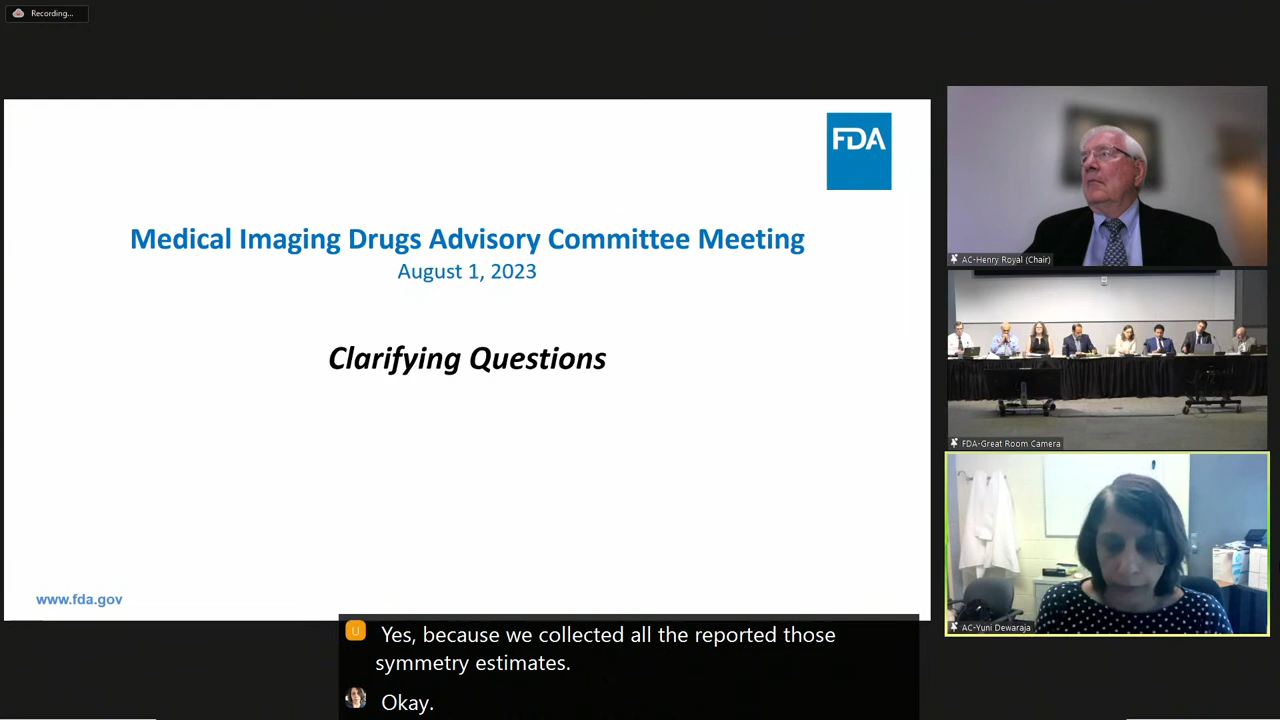 Recording...
FDA
Medical Imaging Drugs Advisory Committee Meeting
August 1, 2023
Clarifying Questions
www.fda.gov
AC-Henry Royal (Chair)
FDA-Great Room Camera
AC-Yuni Dewaraja
U
Yes, because we collected all the reported those
symmetry estimates.
Okay.